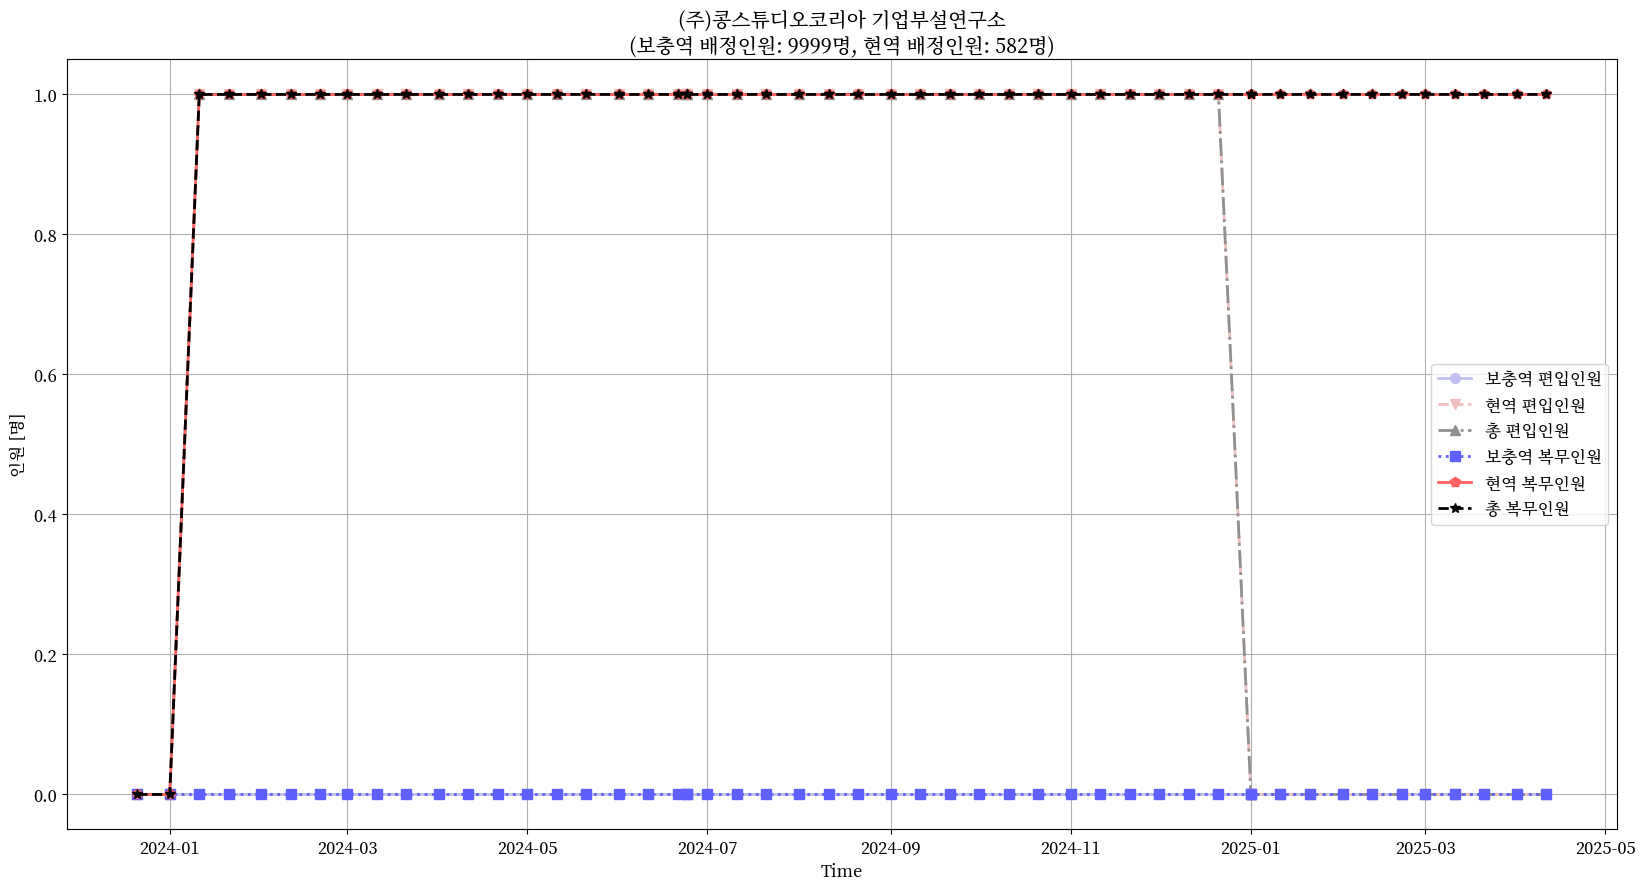 (주)콩스튜디오코리아 기업부설연구소
(보충역 배정인원: 9999명, 현역 배정인원: 582명)
인원 [명]
1.0
0.8
0.6
0.4
0.2
0.0
보충역 편입인원
현역 편입인원
총 편입인원
보충역 복무인원
현역 복무인원
총 복무인원
2024-01
2024-03
2024-05
2024-07
2024-09
2024-11
2025-01
2025-03
2025-05
Time